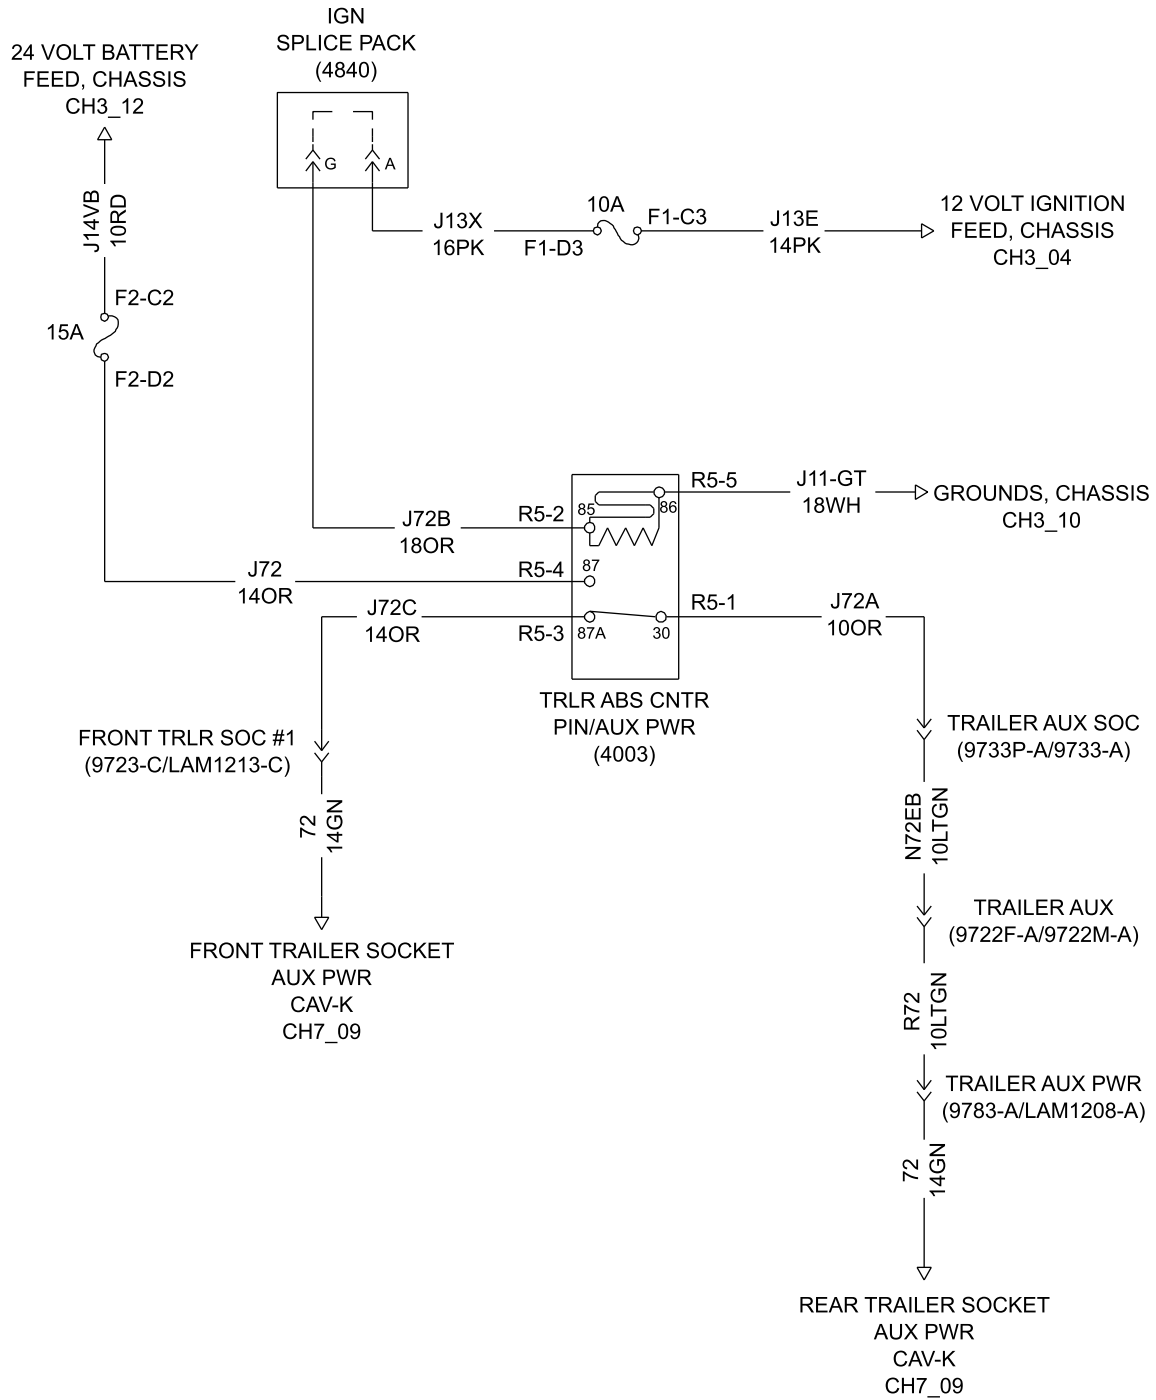 IGN
SPLICE PACK
(4840)
24 VOLT BATTERY
FEED, CHASSIS
CH3_12
G
A
J14VB
10RD
J13X
16PK
F1-D3
10A
F1-C3
J13E
14PK
12 VOLT IGNITION
FEED, CHASSIS
CH3_04
F2-C2
15A
F2-D2
R5-5
J11-GT
18WH
GROUNDS, CHASSIS
CH3_10
J72B
18OR
R5-2
85
86
J72
14OR
R5-4
87
J72C
14OR
R5-3
87A
30
R5-1
J72A
10OR
TRLR ABS CNTR
PIN/AUX PWR
(4003)
FRONT TRLR SOC #1
(9723-C/LAM1213-C)
72
14GN
FRONT TRAILER SOCKET
AUX PWR
CAV-K
CH7_09
TRAILER AUX SOC
(9733P-A/9733-A)
N72EB
10LTGN
TRAILER AUX
(9722F-A/9722M-A)
R72
10LTGN
TRAILER AUX PWR
(9783-A/LAM1208-A)
72
14GN
REAR TRAILER SOCKET
AUX PWR
CAV-K
CH7_09